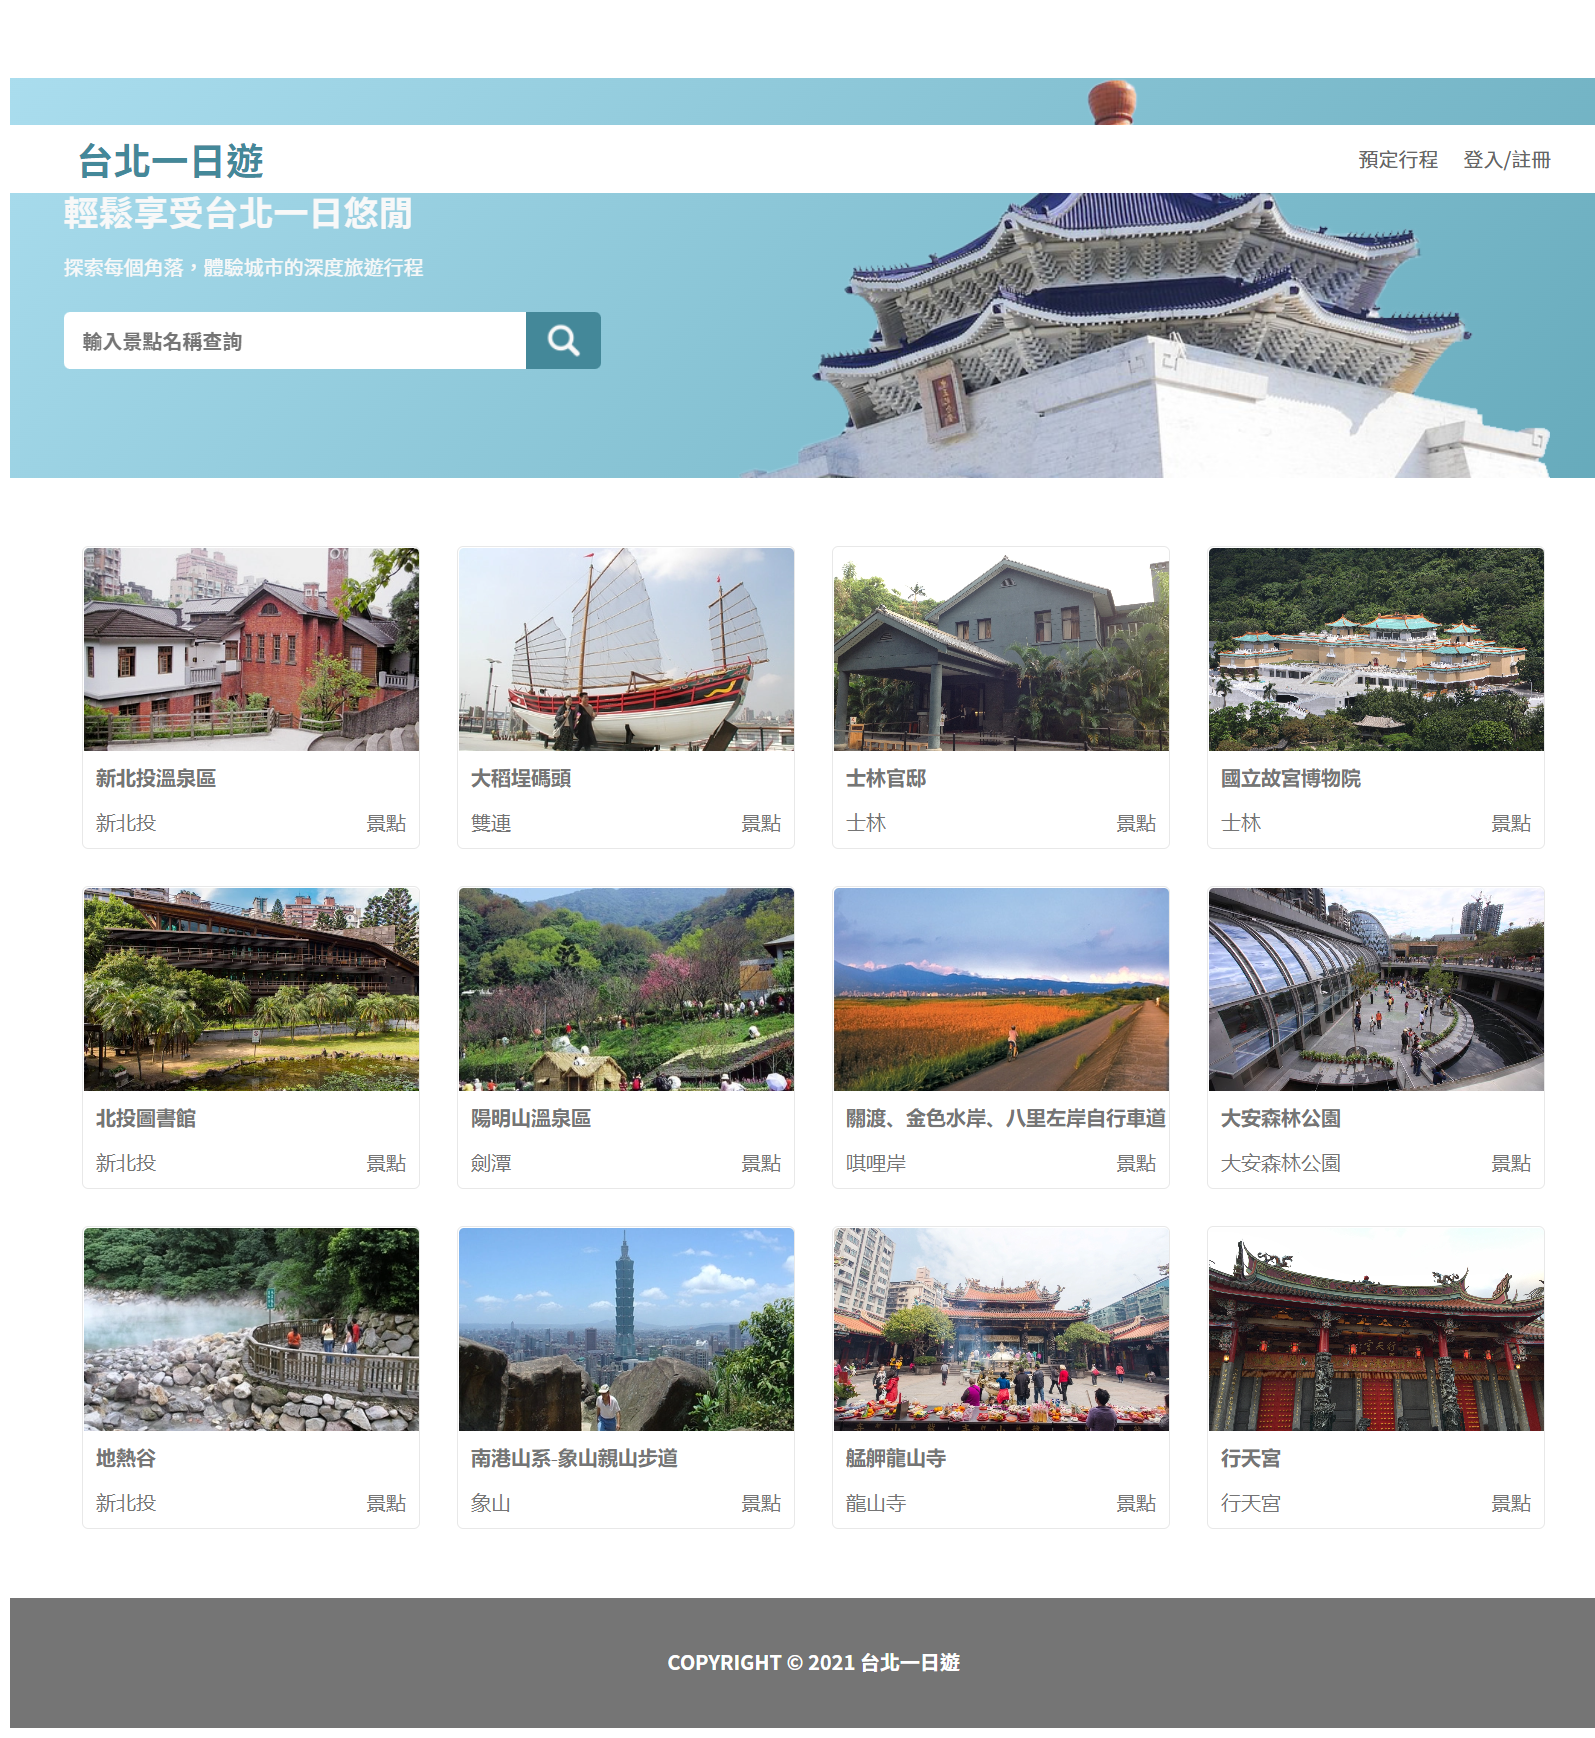 台北一日遊
預定行程 登入/註冊
輕鬆享受台北一日悠閒
探索每個角落，體驗城市的深度旅遊行程
輸入景點名稱查詢
新北投溫泉區
新北投 景點
大稻埕碼頭
雙連 景點
士林官邸
士林 景點
國立故宮博物院
士林 景點
北投圖書館
新北投 景點
陽明山溫泉區
劍潭 景點
關渡、金色水岸、八里左岸自行車道
唭哩岸 景點
大安森林公園
大安森林公園 景點
地熱谷
新北投 景點
南港山系-象山親山步道
象山 景點
艋舺龍山寺
龍山寺 景點
行天宮
行天宮 景點
COPYRIGHT © 2021 台北一日遊